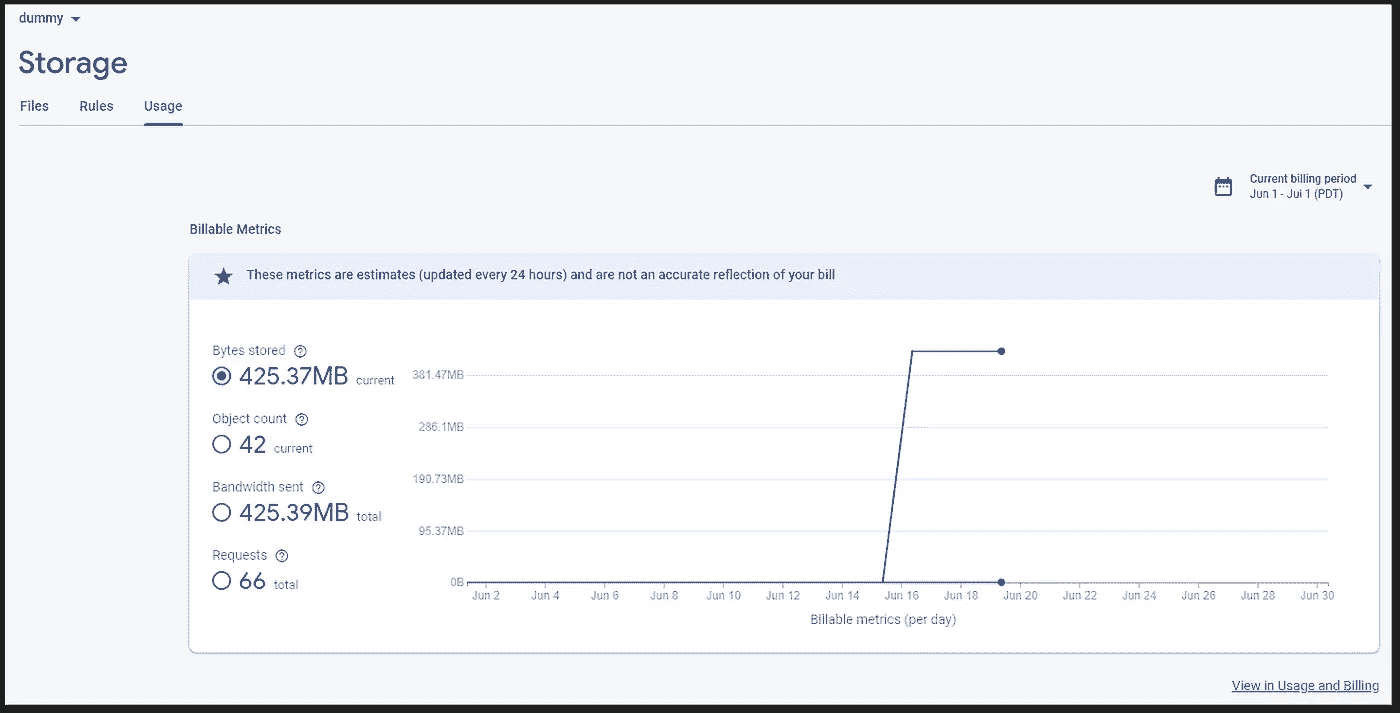 dummy
Storage
Files Rules Usage
Current billing period
Jun 1 - Jul 1 (PDT)
Billable Metrics
These metrics are estimates (updated every 24 hours) and are not an accurate reflection of your bill
Bytes stored
425.37MB current
Object count
42 current
Bandwidth sent
425.39MB total
Requests
66 total
381.47MB
286.1MB
190.73MB
95.37MB
0B
Jun 2 Jun 4 Jun 6 Jun 8 Jun 10 Jun 12 Jun 14 Jun 16 Jun 18 Jun 20 Jun 22 Jun 24 Jun 26 Jun 28 Jun 30
Billable metrics (per day)
View in Usage and Billing